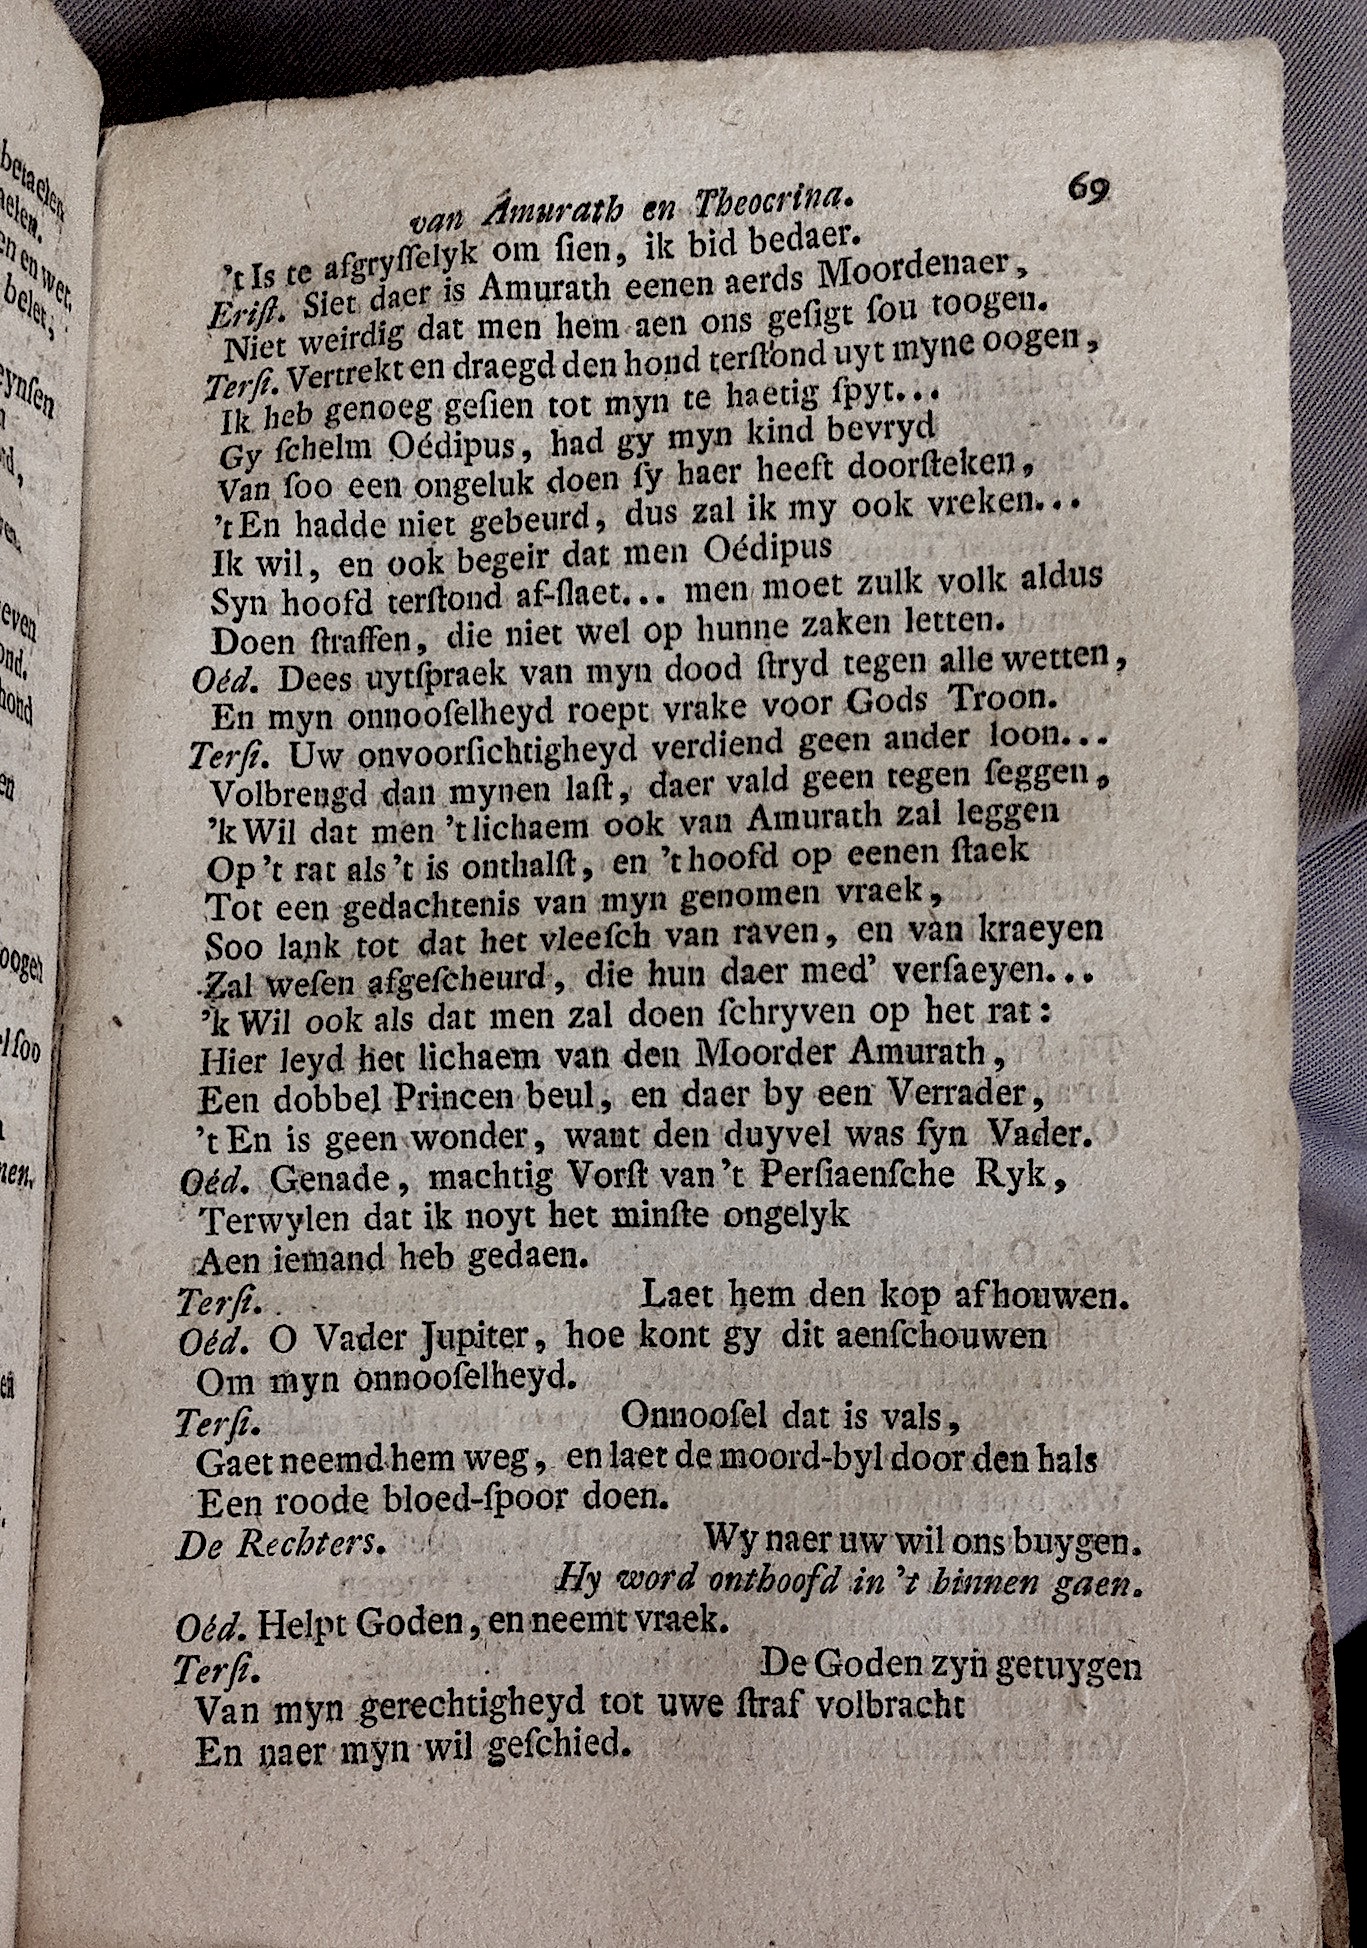 van Amurath en Theocrina. 69
’t Is te afgryſſelyk om ſien, ik bid bedaer.
Eriſt. Siet daer is Amurath eenen aerds Moordenaer,
Niet weirdig dat men hem aen ons geſigt ſou toogen.
Terſi. Vertrekt en draegd den hond terſtond uyt myne oogen,
Ik heb genoeg geſien tot myn te haetig ſpyt...
Gy ſchelm Oédipus, had gy myn kind bevryd
Van ſoo een ongeluk doen ſy haer heeft doorſteken,
’t En hadde niet gebeurd, dus zal ik my ook vreken...
Ik wil, en ook begeir dat men Oédipus
Syn hoofd terſtond af-ſlaet... men moet zulk volk aldus
Doen ſtraffen, die niet wel op hunne zaken letten.
Oéd. Dees uytſpraek van myn dood ſtryd tegen alle wetten,
En myn onnooſelheyd roept vrake voor Gods Troon.
Terſi. Uw onvoorſichtigheyd verdiend geen ander loon...
Volbrengd dan mynen laſt, daer vald geen tegen ſeggen,
’k Wil dat men ’t lichaem ook van Amurath zal leggen
Op ’t rat als ’t is onthalſt, en ’t hoofd op eenen ſtaek
Tot een gedachtenis van myn genomen vraek,
Soo lank tot dat het vleeſch van raven, en van kraeyen
Zal weſen afgeſcheurd, die hun daer med’ verſaeyen...
’k Wil ook als dat men zal doen ſchryven op het rat:
Hier leyd het lichaem van den Moorder Amurath,
Een dobbel Princen beul, en daer by een Verrader,
’t En is geen wonder, want den duyvel was ſyn Vader.
Oéd. Genade, machtig Vorſt van ’t Perſiaenſche Ryk,
Terwylen dat ik noyt het minſte ongelyk
Aen iemand heb gedaen.
Terſi. Laet hem den kop afhouwen.
Oéd. O Vader Jupiter, hoe kont gy dit aenſchouwen
Om myn onnooſelheyd.
Terſi. Onnooſel dat is vals,
Gaet neemd hem weg, en laet de moord-byl door den hals
Een roode bloed-ſpoor doen.
De Rechters. Wy naer uw wil ons buygen.
Hy word onthoofd in ’t binnen gaen.
Oéd. Helpt Goden, en neemt vraek.
Terſi. De Goden zyn getuygen
Van myn gerechtigheyd tot uwe ſtraf volbracht
En naer myn wil geſchied.